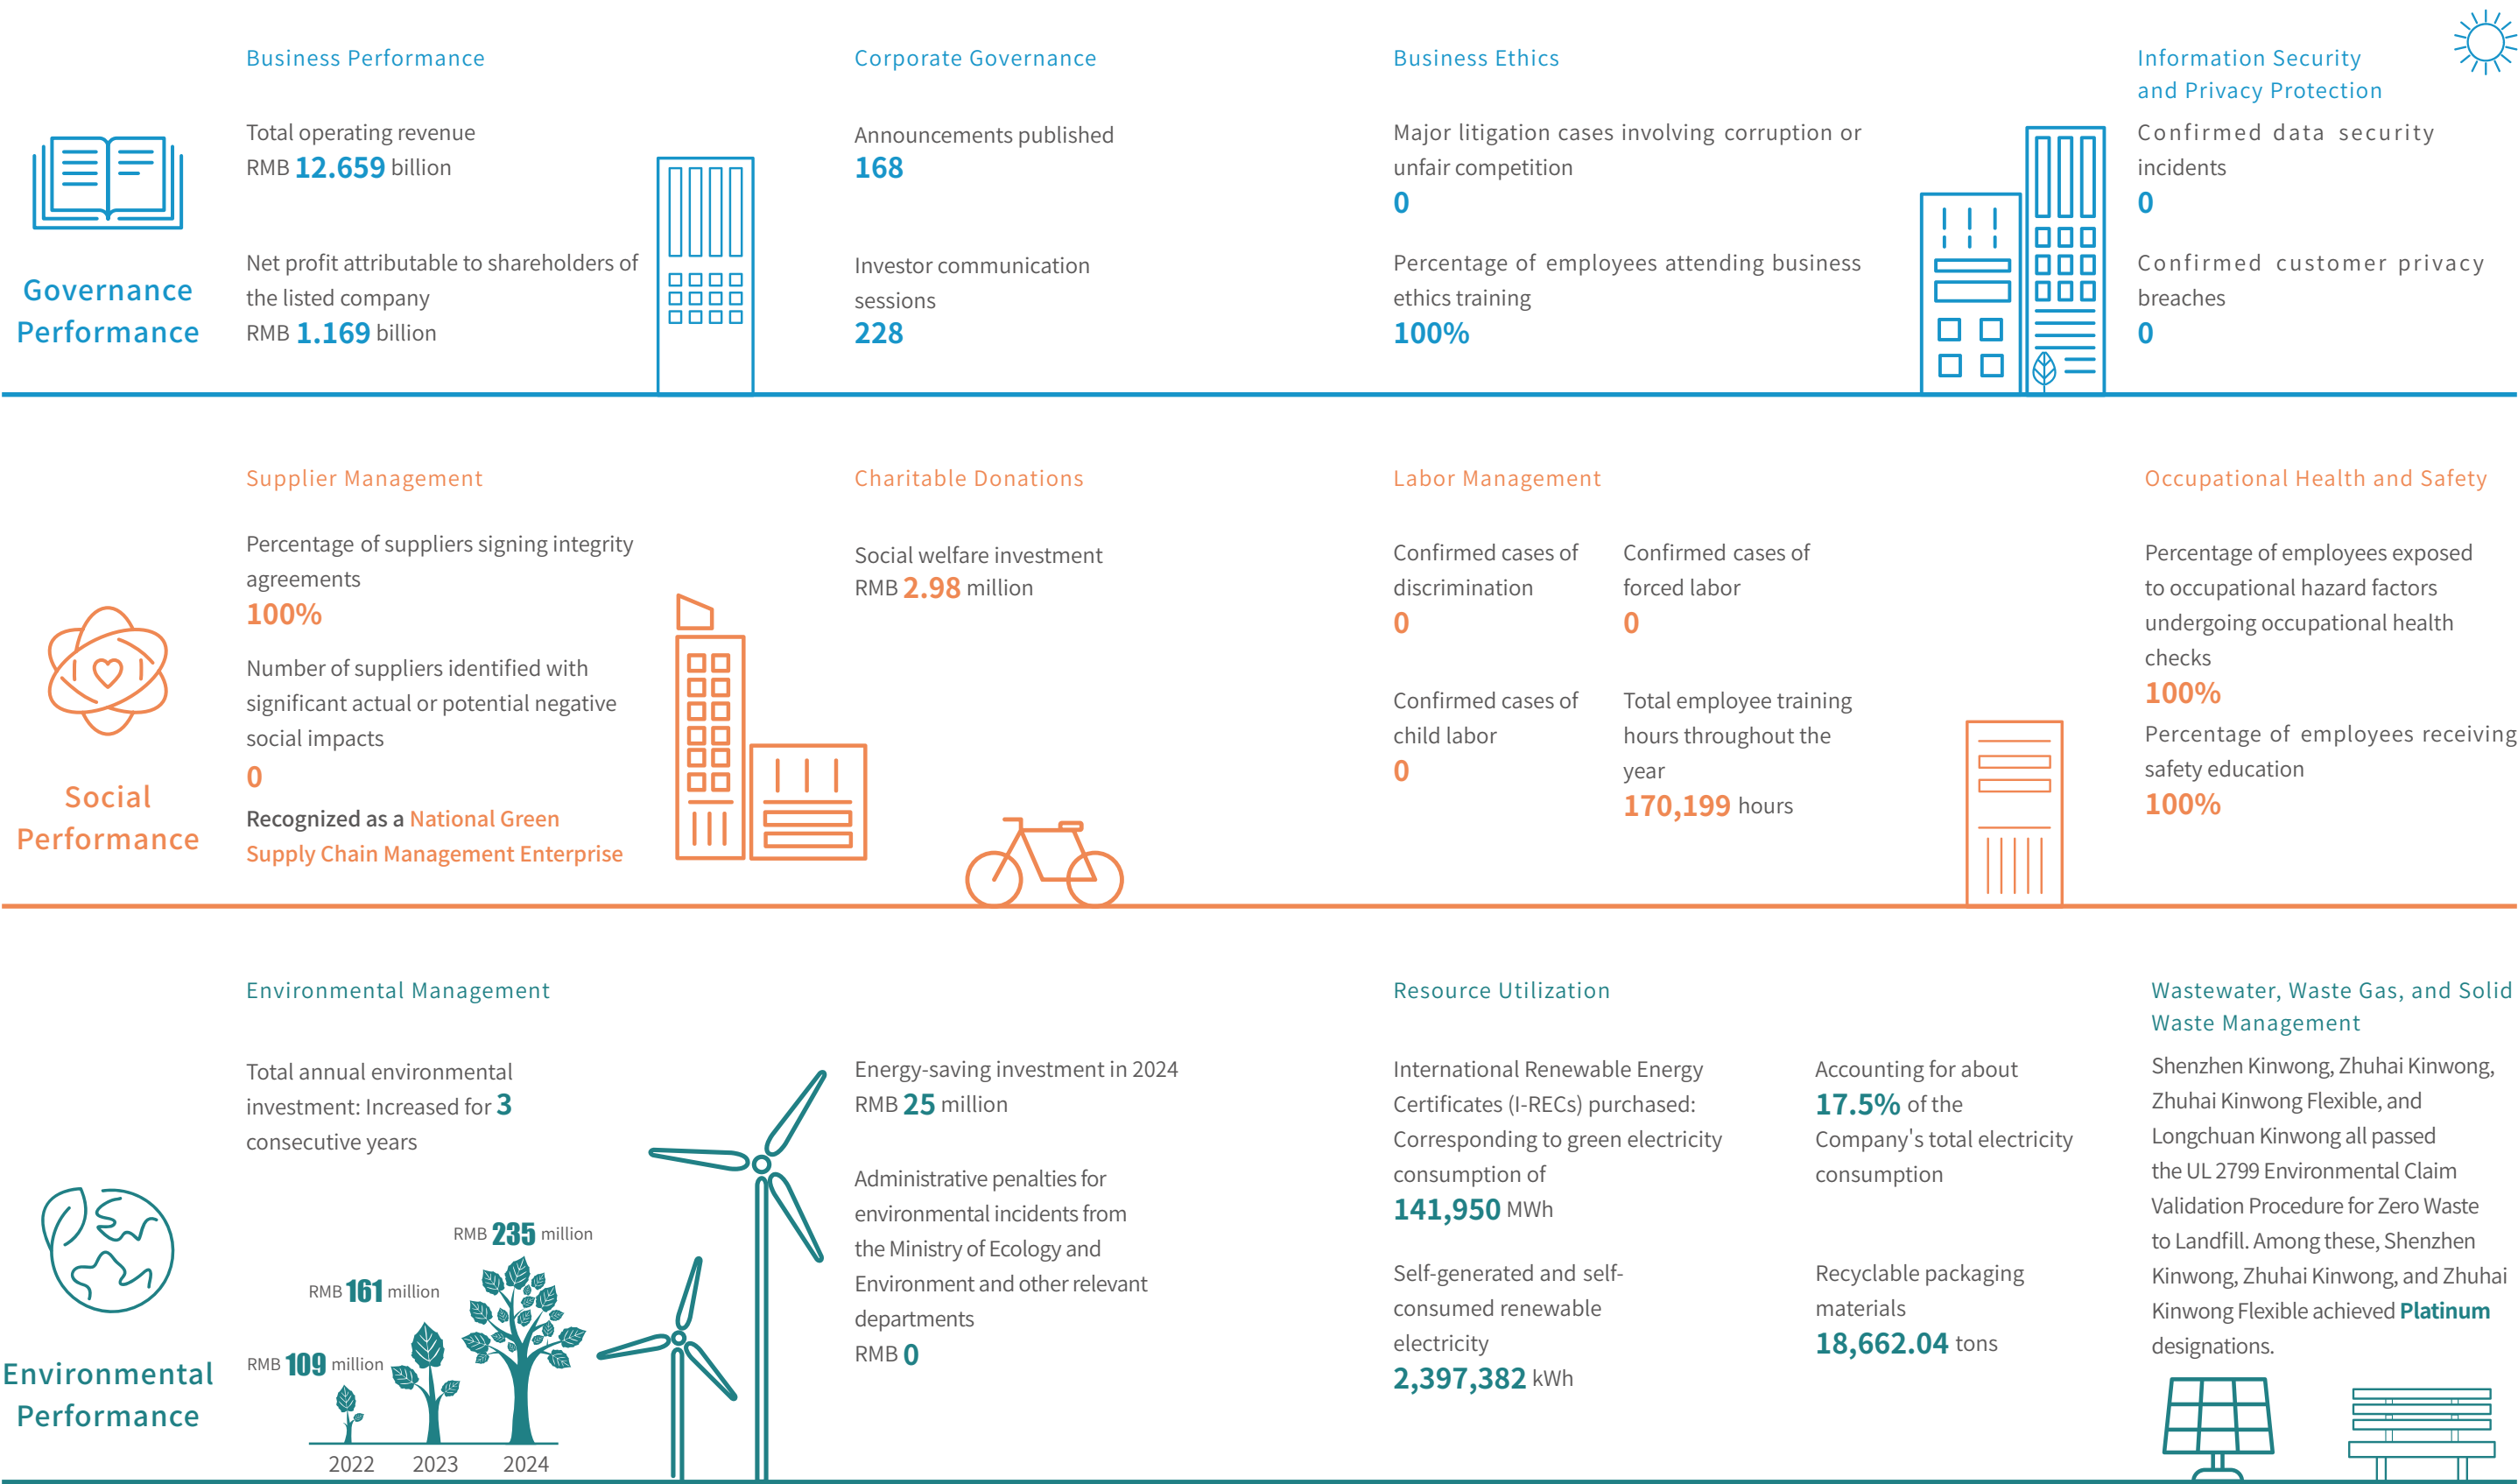 Governance
Performance
Business Performance
Total operating revenue
RMB 12.659 billion
Net profit attributable to shareholders of
the listed company
RMB 1.169 billion
Corporate Governance
Announcements published
168
Investor communication
sessions
228
Business Ethics
Major litigation cases involving corruption or
unfair competition
0
Percentage of employees attending business
ethics training
100%
Information Security
and Privacy Protection
Confirmed data security
incidents
0
Confirmed customer privacy
breaches
0
Social
Performance
Supplier Management
Percentage of suppliers signing integrity
agreements
100%
Number of suppliers identified with
significant actual or potential negative
social impacts
0
Recognized as a National Green
Supply Chain Management Enterprise
Charitable Donations
Social welfare investment
RMB 2.98 million
Labor Management
Confirmed cases of
discrimination
0
Confirmed cases of
forced labor
0
Confirmed cases of
child labor
0
Total employee training
hours throughout the
year
170,199 hours
Occupational Health and Safety
Percentage of employees exposed
to occupational hazard factors
undergoing occupational health
checks
100%
Percentage of employees receiving
safety education
100%
Environmental
Performance
Environmental Management
Total annual environmental
investment: Increased for 3
consecutive years
RMB 235 million
RMB 161 million
RMB 109 million
2022 2023 2024
Energy-saving investment in 2024
RMB 25 million
Administrative penalties for
environmental incidents from
the Ministry of Ecology and
Environment and other relevant
departments
RMB 0
Resource Utilization
International Renewable Energy
Certificates (I-RECs) purchased:
Corresponding to green electricity
consumption of
141,950 MWh
Accounting for about
17.5% of the
Company's total electricity
consumption
Self-generated and self-
consumed renewable
electricity
2,397,382 kWh
Recyclable packaging
materials
18,662.04 tons
Wastewater, Waste Gas, and Solid
Waste Management
Shenzhen Kinwong, Zhuhai Kinwong,
Zhuhai Kinwong Flexible, and
Longchuan Kinwong all passed
the UL 2799 Environmental Claim
Validation Procedure for Zero Waste
to Landfill. Among these, Shenzhen
Kinwong, Zhuhai Kinwong, and Zhuhai
Kinwong Flexible achieved Platinum
designations.